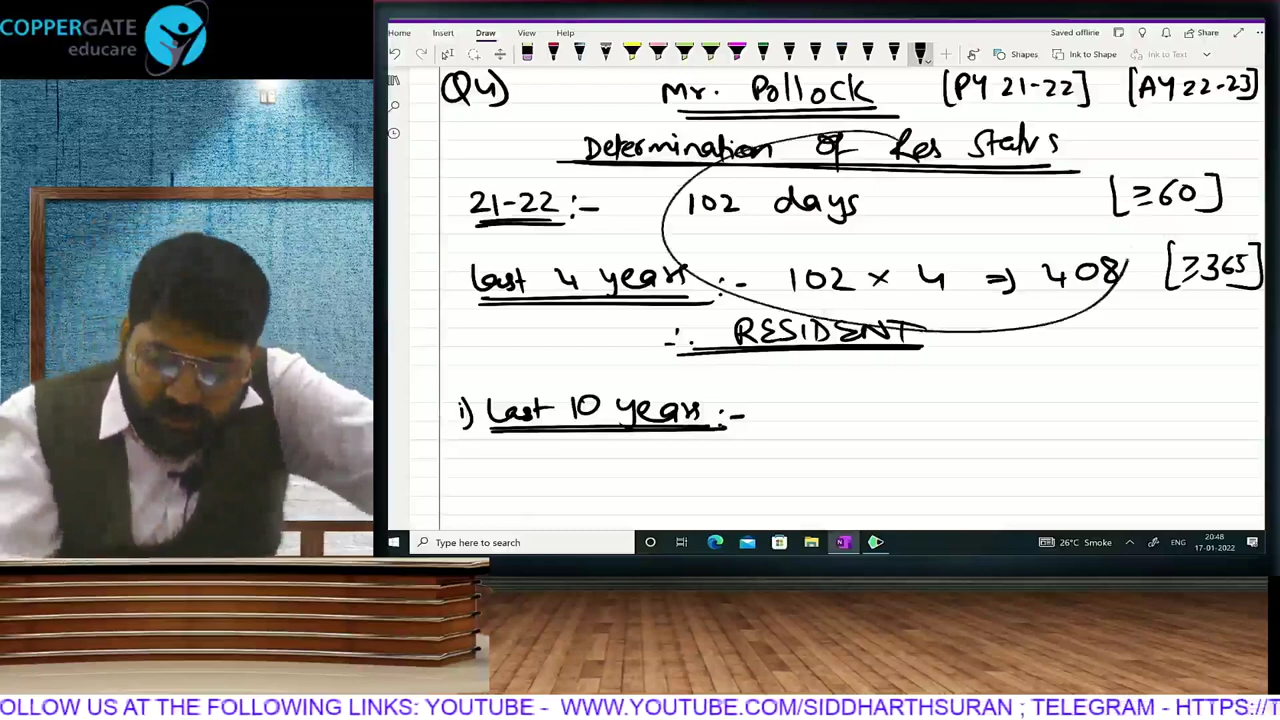 COPPERGATE
educare
Home Insert Draw View Help Saved offline Share
Shapes Ink to Shape Ink to Text
Q4) Mr. Pollock [PY 21-22] [AY 22-23]
Determination of Res Status
21-22 :- 102 days [≥60]
last 4 years :- 102 × 4 ⇒ 408 [≥365]
∴ RESIDENT
i) Last 10 years :-
Type here to search 26°C Smoke ENG 20:48
17-01-2022
OLLOW US AT THE FOLLOWING LINKS: YOUTUBE - WWW.YOUTUBE.COM/SIDDHARTHSURAN ; TELEGRAM - HTTPS://T